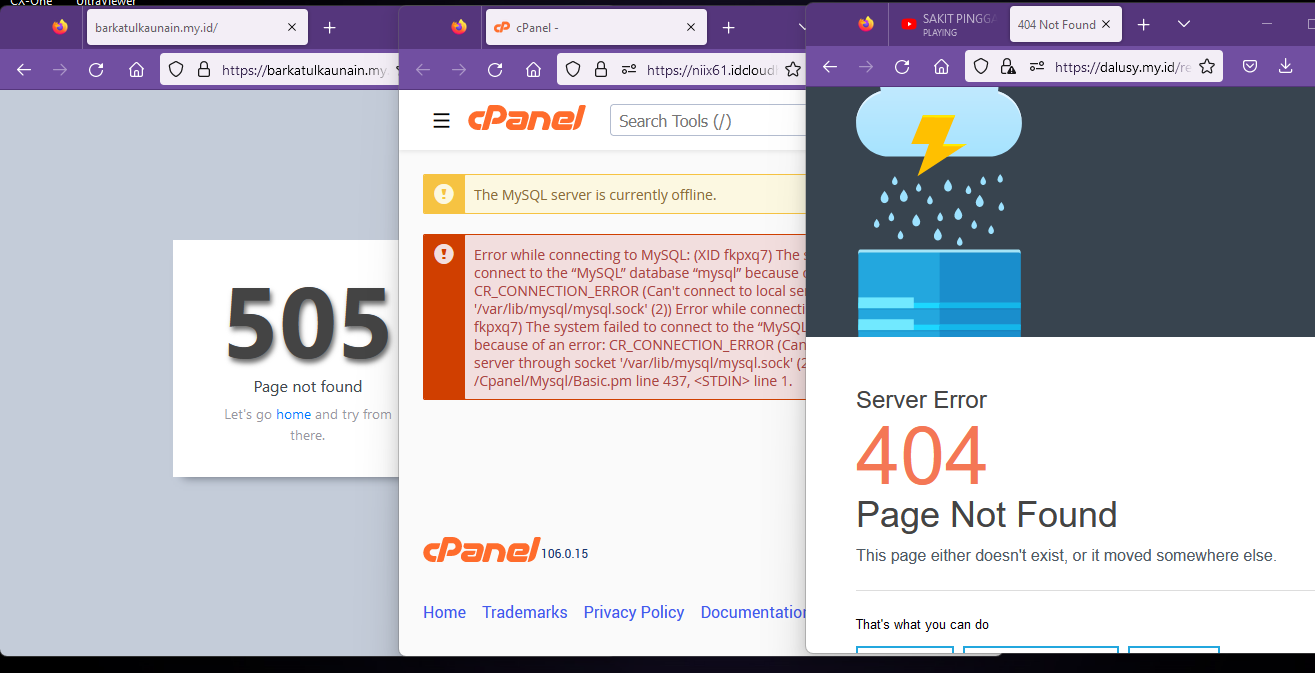 CX-One
UltraViewer
barkatulkaunain.my.id/
https://barkatulkaunain.my
505
Page not found
Let's go home and try from
there.
cPanel -
https://niix61.idcloud
cPanel
Search Tools (/)
The MySQL server is currently offline.
Error while connecting to MySQL: (XID fkpxq7) The s
connect to the “MySQL” database “mysql” because o
CR_CONNECTION_ERROR (Can't connect to local ser
'/var/lib/mysql/mysql.sock' (2)) Error while connecti
fkpxq7) The system failed to connect to the “MySQL
because of an error: CR_CONNECTION_ERROR (Can
server through socket '/var/lib/mysql/mysql.sock' (2
/Cpanel/Mysql/Basic.pm line 437, <STDIN> line 1.
cPanel 106.0.15
Home Trademarks Privacy Policy Documentation
SAKIT PINGGA
PLAYING
404 Not Found
https://dalusy.my.id/re
Server Error
404
Page Not Found
This page either doesn't exist, or it moved somewhere else.
That's what you can do